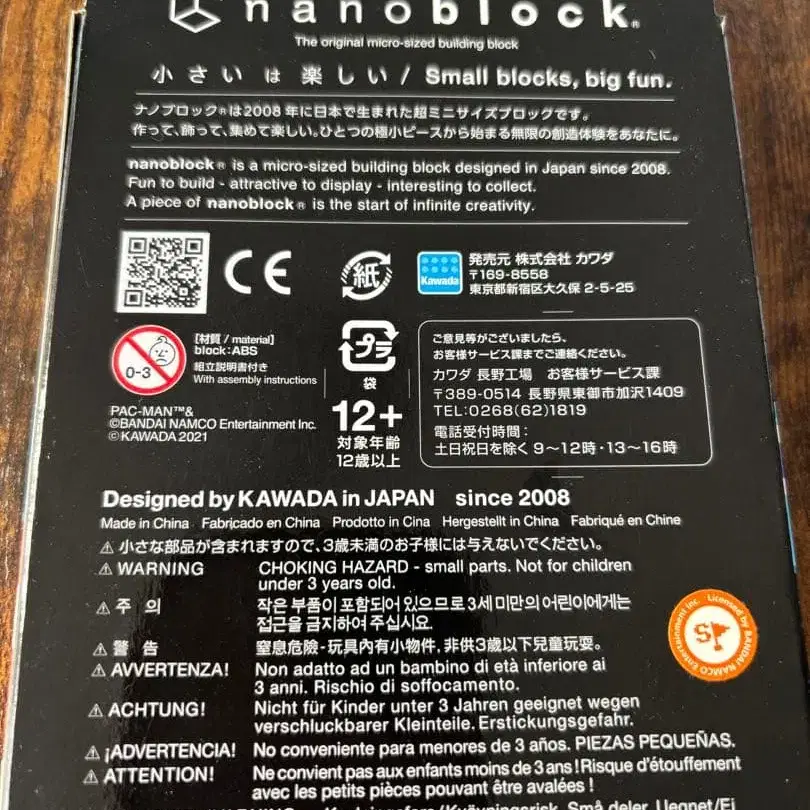 nanoblock®
The original micro-sized building block
小さいは楽しい / Small blocks, big fun.
ナノブロック®は2008年に日本で生まれた超ミニサイズブロックです。
作って、飾って、集めて楽しい。ひとつの極小ピースから始まる無限の創造体験をあなたに。
nanoblock® is a micro-sized building block designed in Japan since 2008.
Fun to build - attractive to display - interesting to collect.
A piece of nanoblock® is the start of infinite creativity.
CE
紙
Kawada
発売元 株式会社 カワダ
〒169-8558
東京都新宿区大久保 2-5-25
0-3
[材質 / material]
block:ABS
組立説明書付き
With assembly instructions
プラ
袋
PAC-MAN™&
©BANDAI NAMCO Entertainment Inc.
©KAWADA 2021
12+
対象年齢
12歳以上
ご意見等がございましたら、
お客様サービス課までご連絡ください。
カワダ 長野工場 お客様サービス課
〒389-0514 長野県東御市加沢1409
TEL:0268(62)1819
電話受付時間:
土日祝日を除く 9〜12時・13〜16時
Designed by KAWADA in JAPAN since 2008
Made in China Fabricado en China Prodotto in Cina Hergestellt in China Fabriqué en Chine
⚠小さな部品が含まれますので、3歳未満のお子様には与えないでください。
⚠WARNING CHOKING HAZARD - small parts. Not for children
under 3 years old.
⚠주 의 작은 부품이 포함되어 있으므로 3세 미만의 어린이에게는
접근을 금지하여 주십시요.
⚠警 告 窒息危險-玩具內有小物件，非供3歲以下兒童玩耍。
⚠AVVERTENZA! Non adatto ad un bambino di età inferiore ai
3 anni. Rischio di soffocamento.
⚠ACHTUNG! Nicht für Kinder unter 3 Jahren geeignet wegen
verschluckbarer Kleinteile. Erstickungsgefahr.
⚠¡ADVERTENCIA! No conveniente para menores de 3 años. PIEZAS PEQUEÑAS.
⚠ATTENTION! Ne convient pas aux enfants moins de 3 ans! Risque d'étouffement
avec les petits pièces pouvant être avalées!
Licensed by BANDAI NAMCO Entertainment Inc.